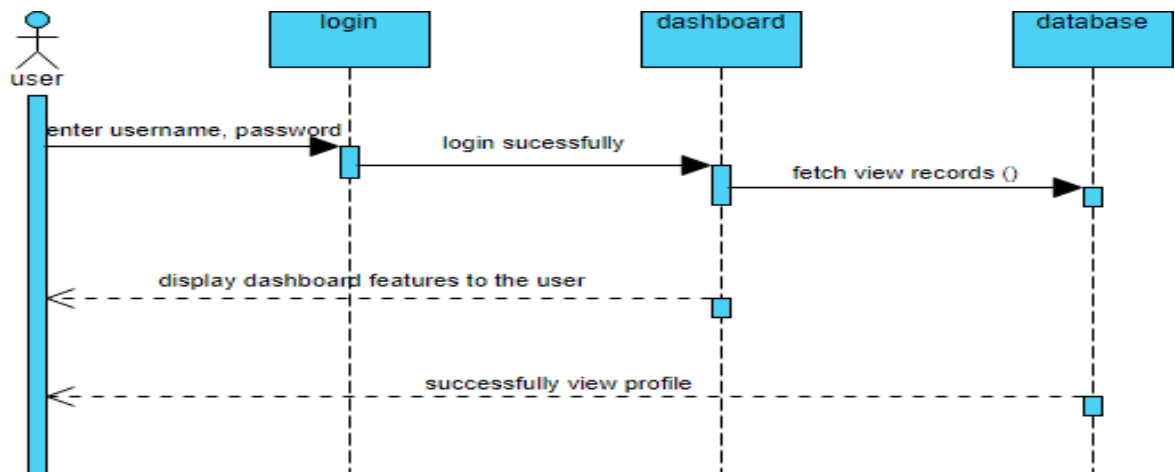 login
dashboard
database
user
enter username, password
login sucessfully
fetch view records ()
display dashboard features to the user
successfully view profile